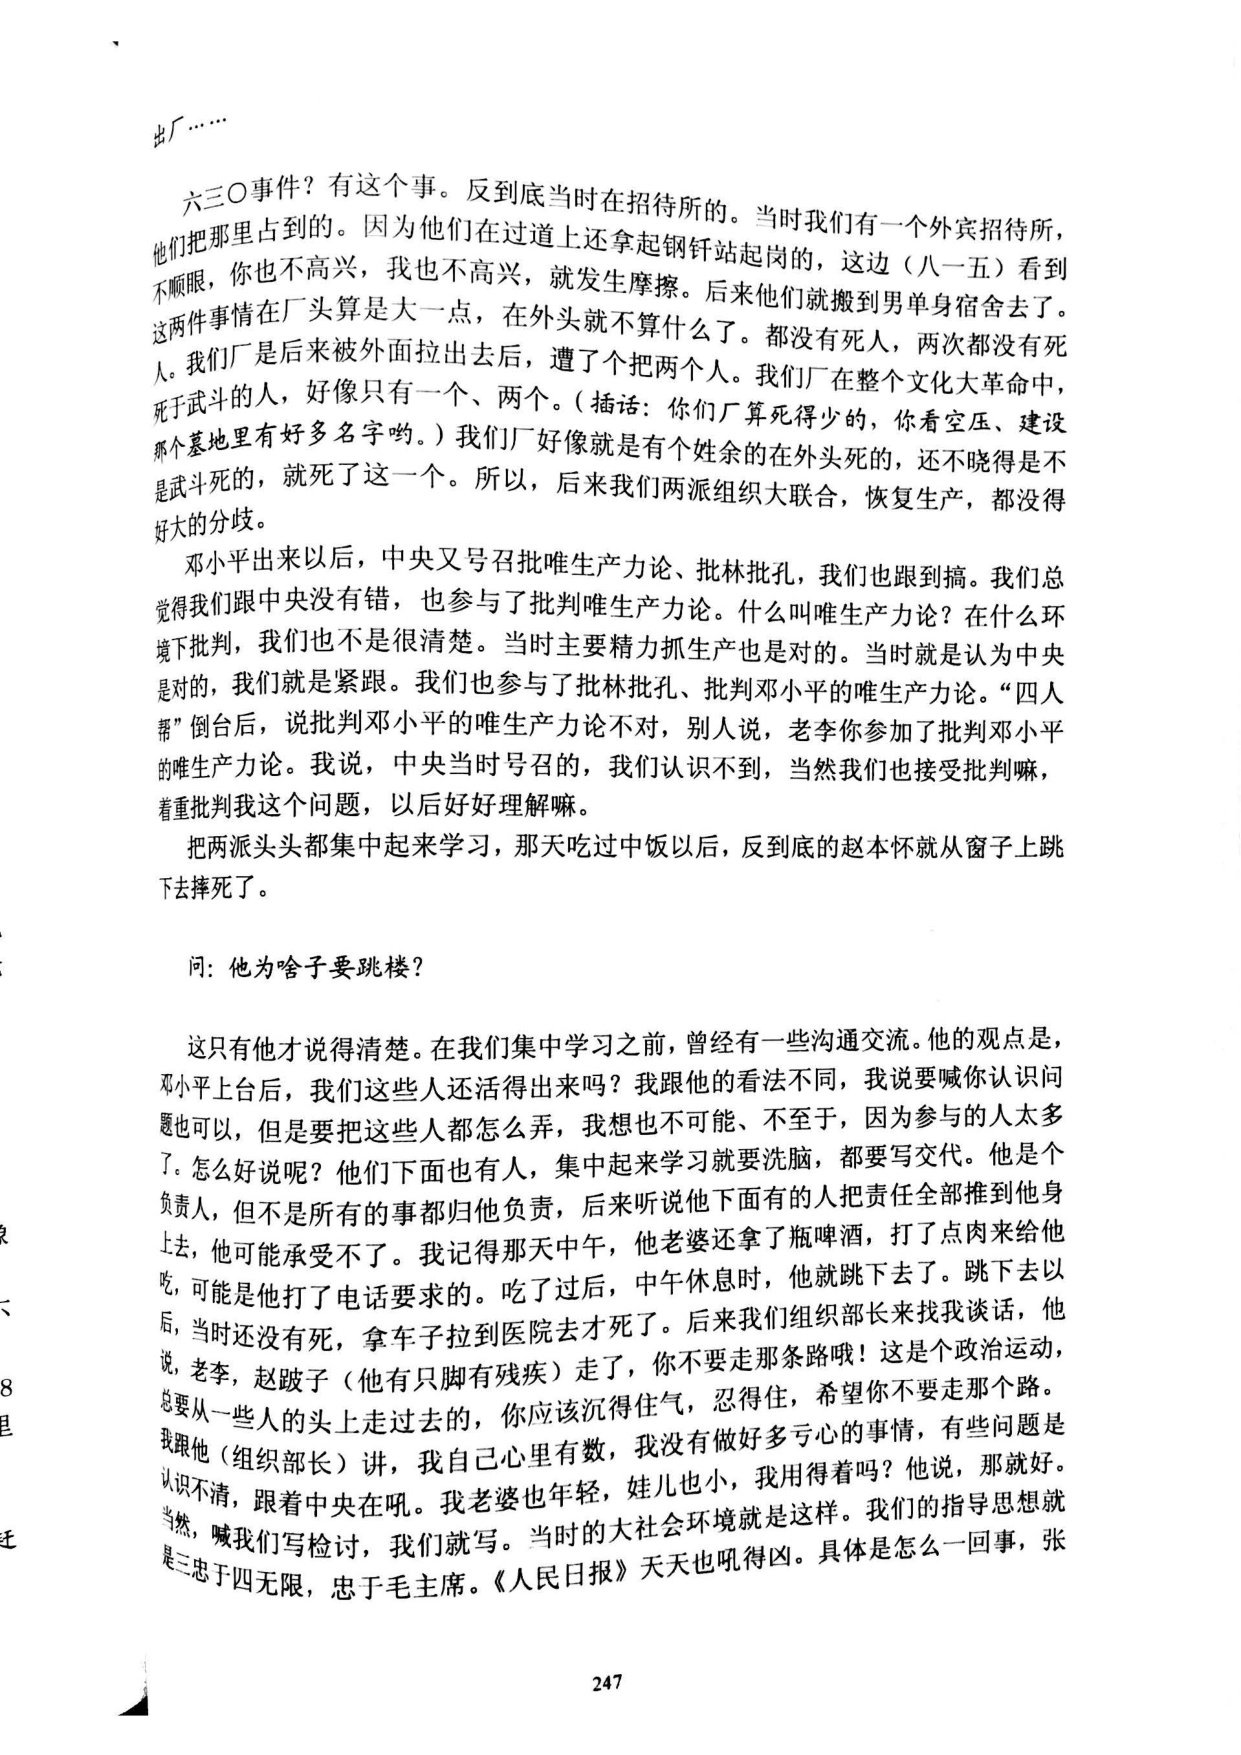 出厂……
六三〇事件？有这个事。反到底当时在招待所的。当时我们有一个外宾招待所，
他们把那里占到的。因为他们在过道上还拿起钢钎站起岗的，这边（八一五）看到
不顺眼，你也不高兴，我也不高兴，就发生摩擦。后来他们就搬到男单身宿舍去了。
这两件事情在厂头算是大一点，在外头就不算什么了。都没有死人，两次都没有死
人。我们厂是后来被外面拉出去后，遭了个把两个人。我们厂在整个文化大革命中，
死于武斗的人，好像只有一个、两个。（插话：你们厂算死得少的，你看空压、建设
那个墓地里有好多名字哟。）我们厂好像就是有个姓余的在外头死的，还不晓得是不
是武斗死的，就死了这一个。所以，后来我们两派组织大联合，恢复生产，都没得
好大的分歧。
邓小平出来以后，中央又号召批唯生产力论、批林批孔，我们也跟到搞。我们总
觉得我们跟中央没有错，也参与了批判唯生产力论。什么叫唯生产力论？在什么环
境下批判，我们也不是很清楚。当时主要精力抓生产也是对的。当时就是认为中央
是对的，我们就是紧跟。我们也参与了批林批孔、批判邓小平的唯生产力论。“四人
帮”倒台后，说批判邓小平的唯生产力论不对，别人说，老李你参加了批判邓小平
的唯生产力论。我说，中央当时号召的，我们认识不到，当然我们也接受批判嘛，
着重批判我这个问题，以后好好理解嘛。
把两派头头都集中起来学习，那天吃过中饭以后，反到底的赵本怀就从窗子上跳
下去摔死了。
问：他为啥子要跳楼？
这只有他才说得清楚。在我们集中学习之前，曾经有一些沟通交流。他的观点是，
邓小平上台后，我们这些人还活得出来吗？我跟他的看法不同，我说要喊你认识问
题也可以，但是要把这些人都怎么弄，我想也不可能、不至于，因为参与的人太多
了。怎么好说呢？他们下面也有人，集中起来学习就要洗脑，都要写交代。他是个
负责人，但不是所有的事都归他负责，后来听说他下面有的人把责任全部推到他身
上去，他可能承受不了。我记得那天中午，他老婆还拿了瓶啤酒，打了点肉来给他
吃，可能是他打了电话要求的。吃了过后，中午休息时，他就跳下去了。跳下去以
后，当时还没有死，拿车子拉到医院去才死了。后来我们组织部长来找我谈话，他
说，老李，赵跛子（他有只脚有残疾）走了，你不要走那条路哦！这是个政治运动，
总要从一些人的头上走过去的，你应该沉得住气，忍得住，希望你不要走那个路。
我跟他（组织部长）讲，我自己心里有数，我没有做好多亏心的事情，有些问题是
认识不清，跟着中央在吼。我老婆也年轻，娃儿也小，我用得着吗？他说，那就好。
当然，喊我们写检讨，我们就写。当时的大社会环境就是这样。我们的指导思想就
是三忠于四无限，忠于毛主席。《人民日报》天天也吼得凶。具体是怎么一回事，张
247
8
里